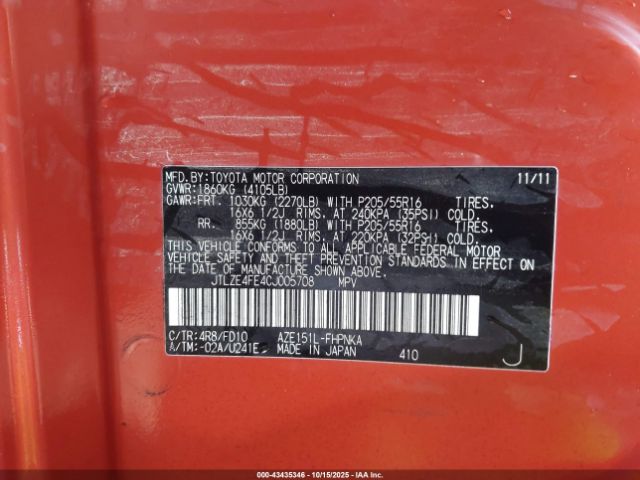 MFD.BY:TOYOTA MOTOR CORPORATION 11/11
GVWR:1860KG (4105LB)
GAWR:FRT. 1030KG (2270LB) WITH P205/55R16 TIRES,
16X6 1/2J RIMS, AT 240KPA (35PSI) COLD.
RR. 855KG (1880LB) WITH P205/55R16 TIRES,
16X6 1/2J RIMS, AT 220KPA (32PSI) COLD.
THIS VEHICLE CONFORMS TO ALL APPLICABLE FEDERAL MOTOR
VEHICLE SAFETY AND THEFT PREVENTION STANDARDS IN EFFECT ON
THE DATE OF MANUFACTURE SHOWN ABOVE.
JTLZE4FE4CJ005708 MPV
C/TR:4R8/FD10 AZE151L-FHPNKA
A/TM:-02A/U241E MADE IN JAPAN 410 J
000-43435346 - 10/15/2025 - IAA, Inc.